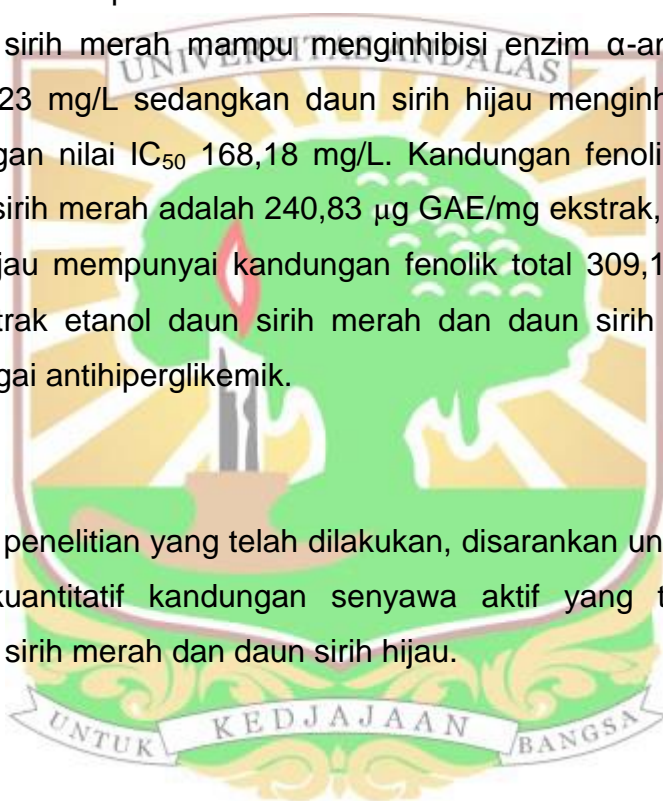 sirih merah mampu menginhibisi enzim α-am
UNIVERSITAS ANDALAS
23 mg/L sedangkan daun sirih hijau menginh
gan nilai IC₅₀ 168,18 mg/L. Kandungan fenoli
sirih merah adalah 240,83 µg GAE/mg ekstrak,
jau mempunyai kandungan fenolik total 309,1
trak etanol daun sirih merah dan daun sirih
gai antihiperglikemik.
penelitian yang telah dilakukan, disarankan un
kuantitatif kandungan senyawa aktif yang t
sirih merah dan daun sirih hijau.
UNTUK KEDJAJAAN BANGSA